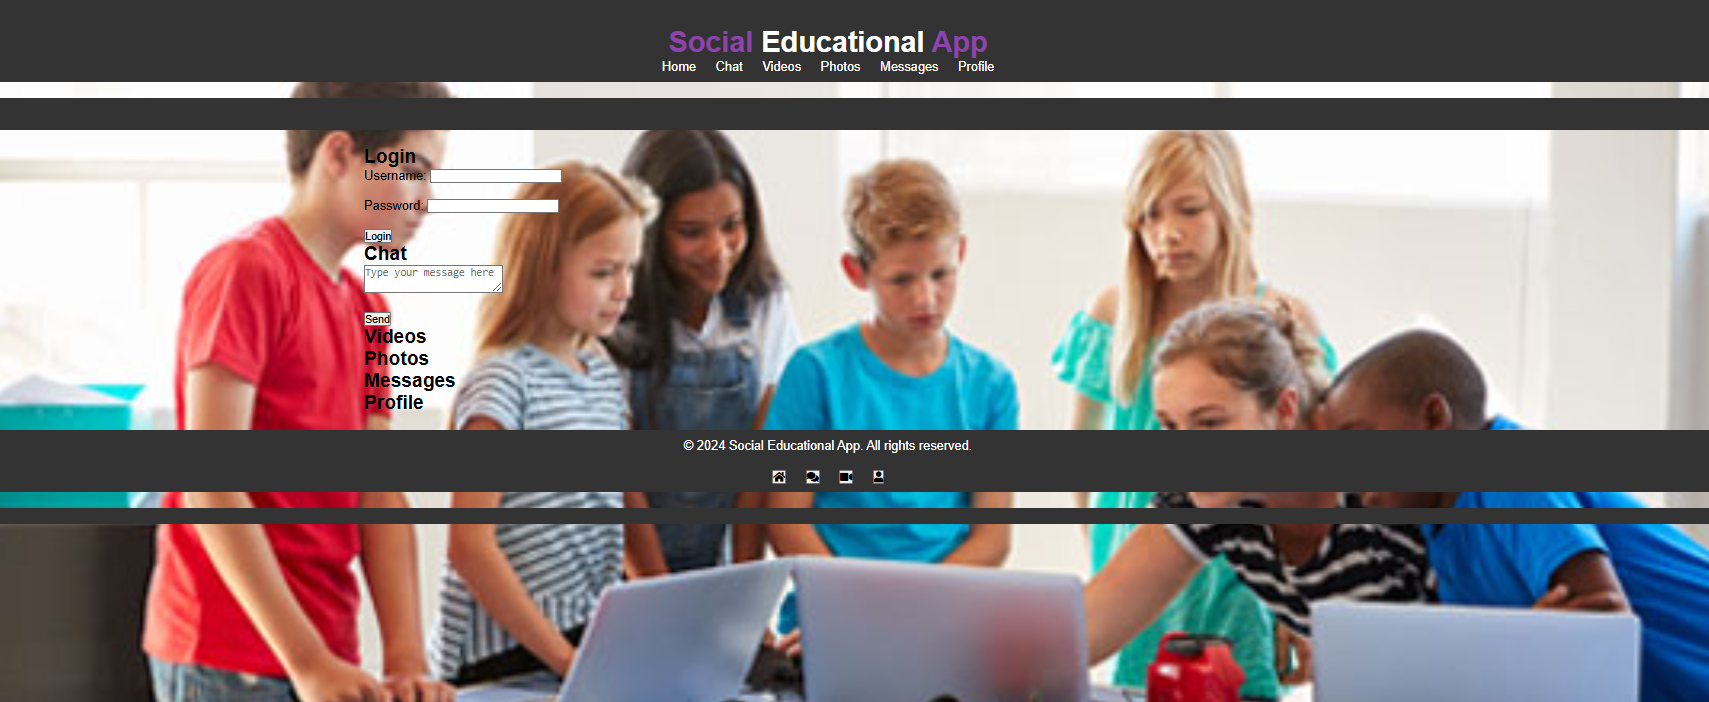 Social Educational App
Home Chat Videos Photos Messages Profile
Login
Username:
Password:
Login
Chat
Type your message here
Send
Videos
Photos
Messages
Profile
© 2024 Social Educational App. All rights reserved.